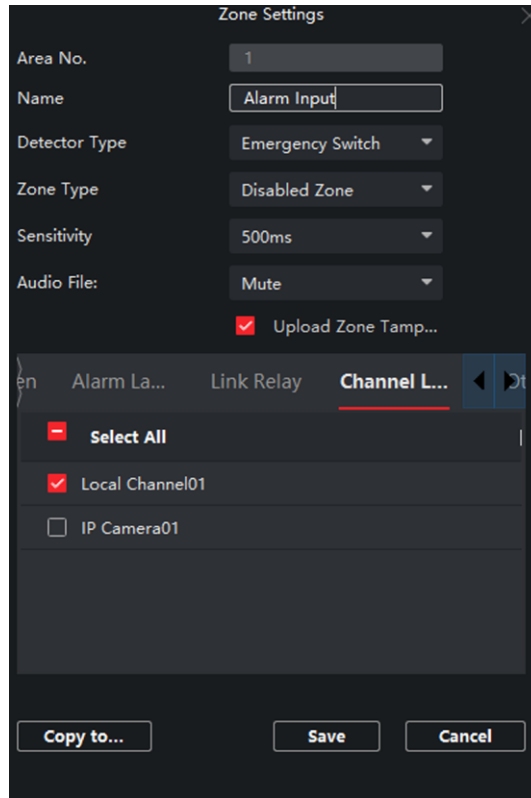 Zone Settings
Area No. 1
Name Alarm Input
Detector Type Emergency Switch
Zone Type Disabled Zone
Sensitivity 500ms
Audio File: Mute
Upload Zone Tamp...
en Alarm La... Link Relay Channel L... Ot
Select All
Local Channel01
IP Camera01
Copy to... Save Cancel